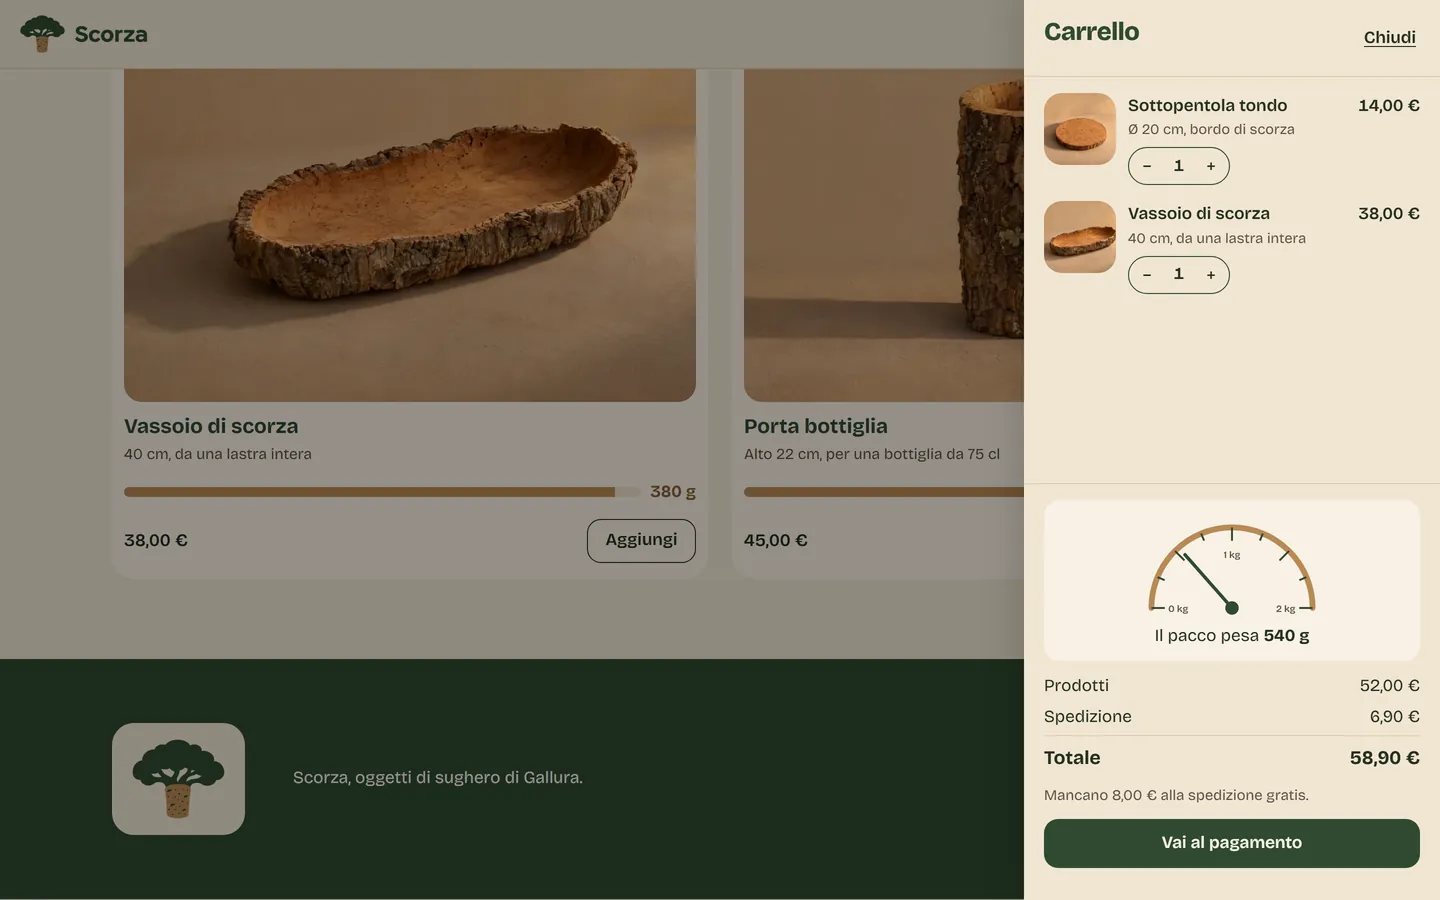 Scorza
Vassoio di scorza
40 cm, da una lastra intera
380 g
38,00 €
Aggiungi
Porta bottiglia
Alto 22 cm, per una bottiglia da 75 cl
45,00 €
Scorza, oggetti di sughero di Gallura.
Carrello
Chiudi
Sottopentola tondo
14,00 €
Ø 20 cm, bordo di scorza
− 1 +
Vassoio di scorza
38,00 €
40 cm, da una lastra intera
− 1 +
1 kg
0 kg
2 kg
Il pacco pesa 540 g
Prodotti
52,00 €
Spedizione
6,90 €
Totale
58,90 €
Mancano 8,00 € alla spedizione gratis.
Vai al pagamento